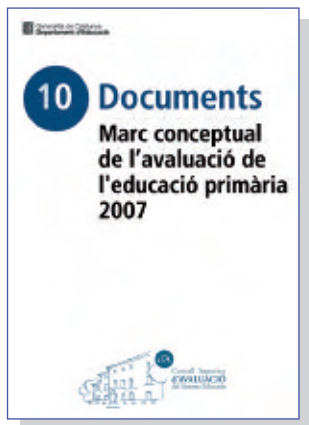 Generalitat de Catalunya
Departament d'Educació
10
Documents
Marc conceptual
de l'avaluació de
l'educació primària
2007
Consell Superior
d'AVALUACIÓ
del Sistema Educatiu